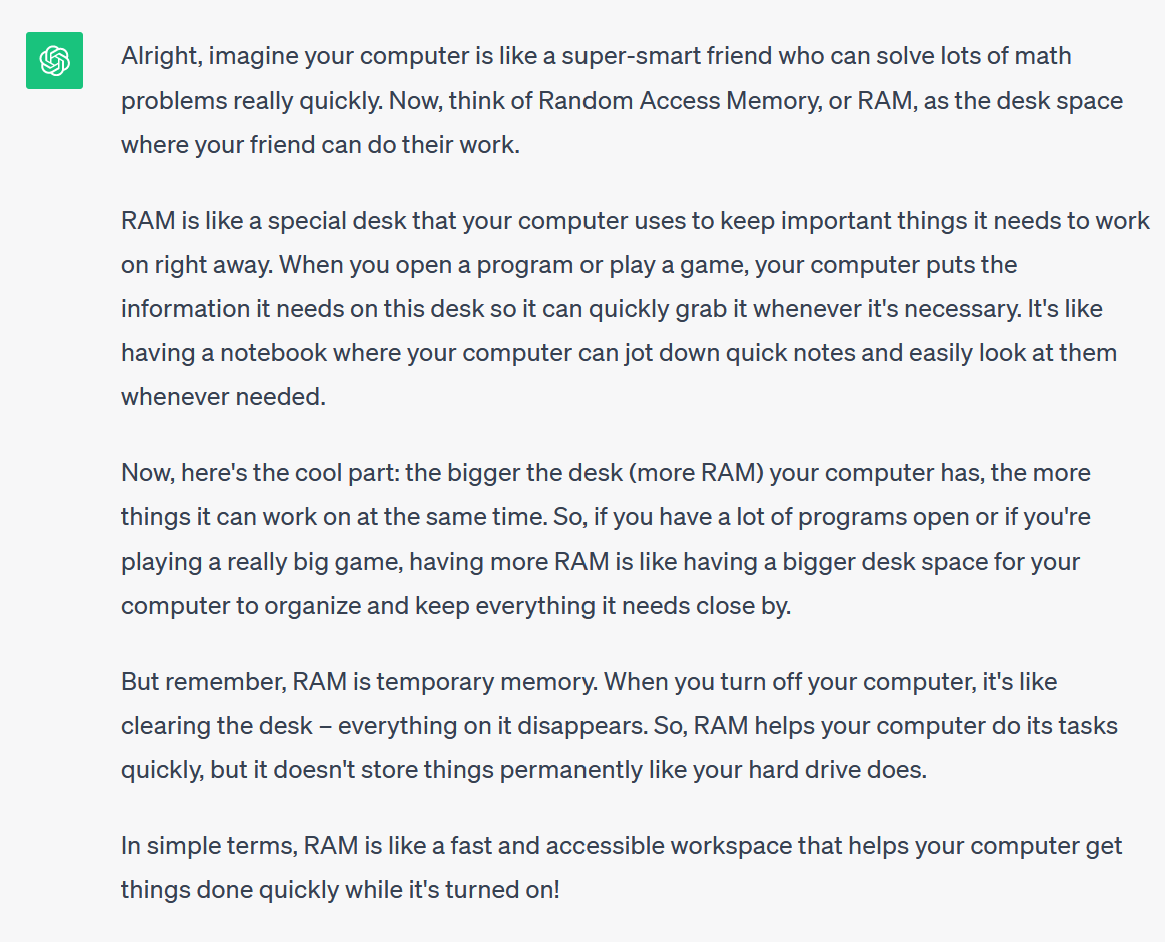 Alright, imagine your computer is like a super-smart friend who can solve lots of math
problems really quickly. Now, think of Random Access Memory, or RAM, as the desk space
where your friend can do their work.
RAM is like a special desk that your computer uses to keep important things it needs to work
on right away. When you open a program or play a game, your computer puts the
information it needs on this desk so it can quickly grab it whenever it's necessary. It's like
having a notebook where your computer can jot down quick notes and easily look at them
whenever needed.
Now, here's the cool part: the bigger the desk (more RAM) your computer has, the more
things it can work on at the same time. So, if you have a lot of programs open or if you're
playing a really big game, having more RAM is like having a bigger desk space for your
computer to organize and keep everything it needs close by.
But remember, RAM is temporary memory. When you turn off your computer, it's like
clearing the desk – everything on it disappears. So, RAM helps your computer do its tasks
quickly, but it doesn't store things permanently like your hard drive does.
In simple terms, RAM is like a fast and accessible workspace that helps your computer get
things done quickly while it's turned on!